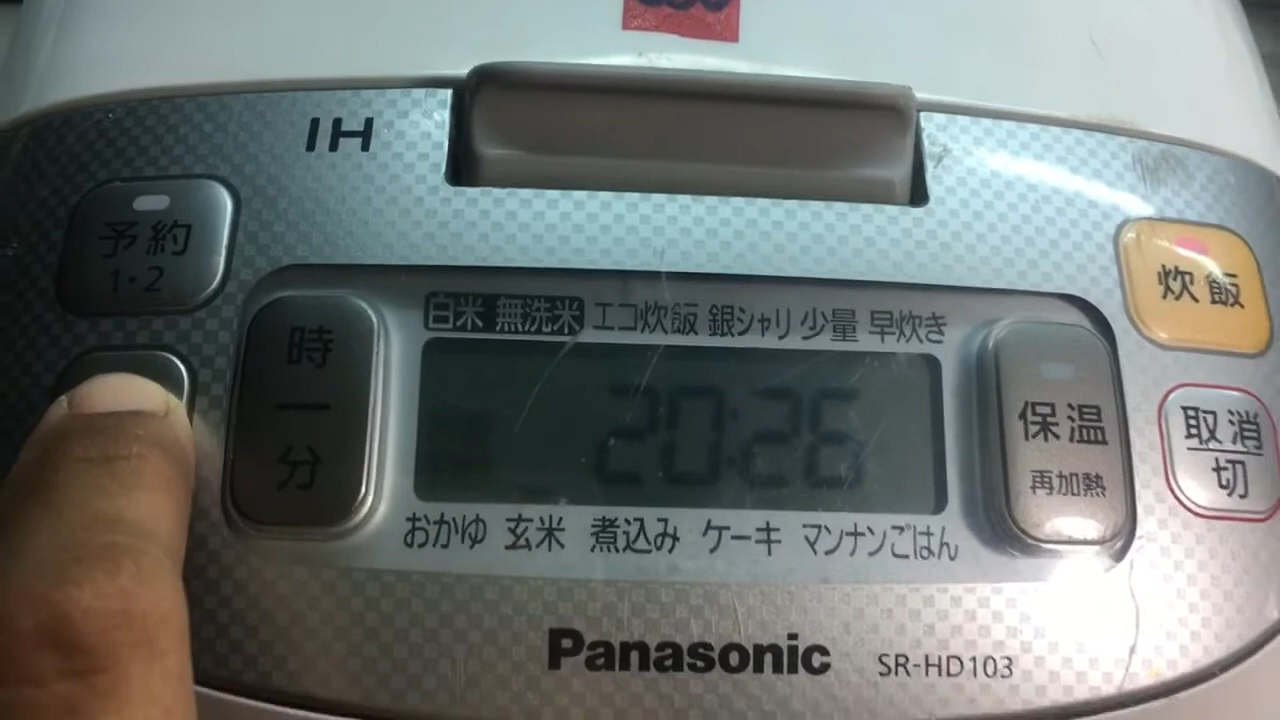 IH
予約
1・2
時
分
白米 無洗米 エコ炊飯 銀シャリ 少量 早炊き
20:26
おかゆ 玄米 煮込み ケーキ マンナンごはん
保温
再加熱
炊飯
取消
切
Panasonic SR-HD103